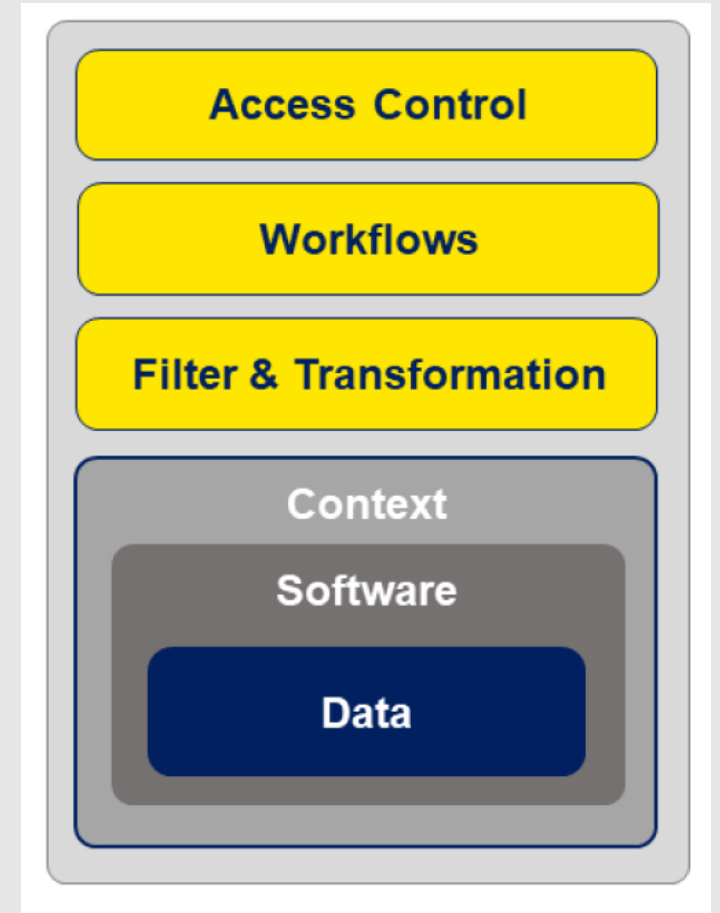 Access Control
Workflows
Filter & Transformation
Context
Software
Data